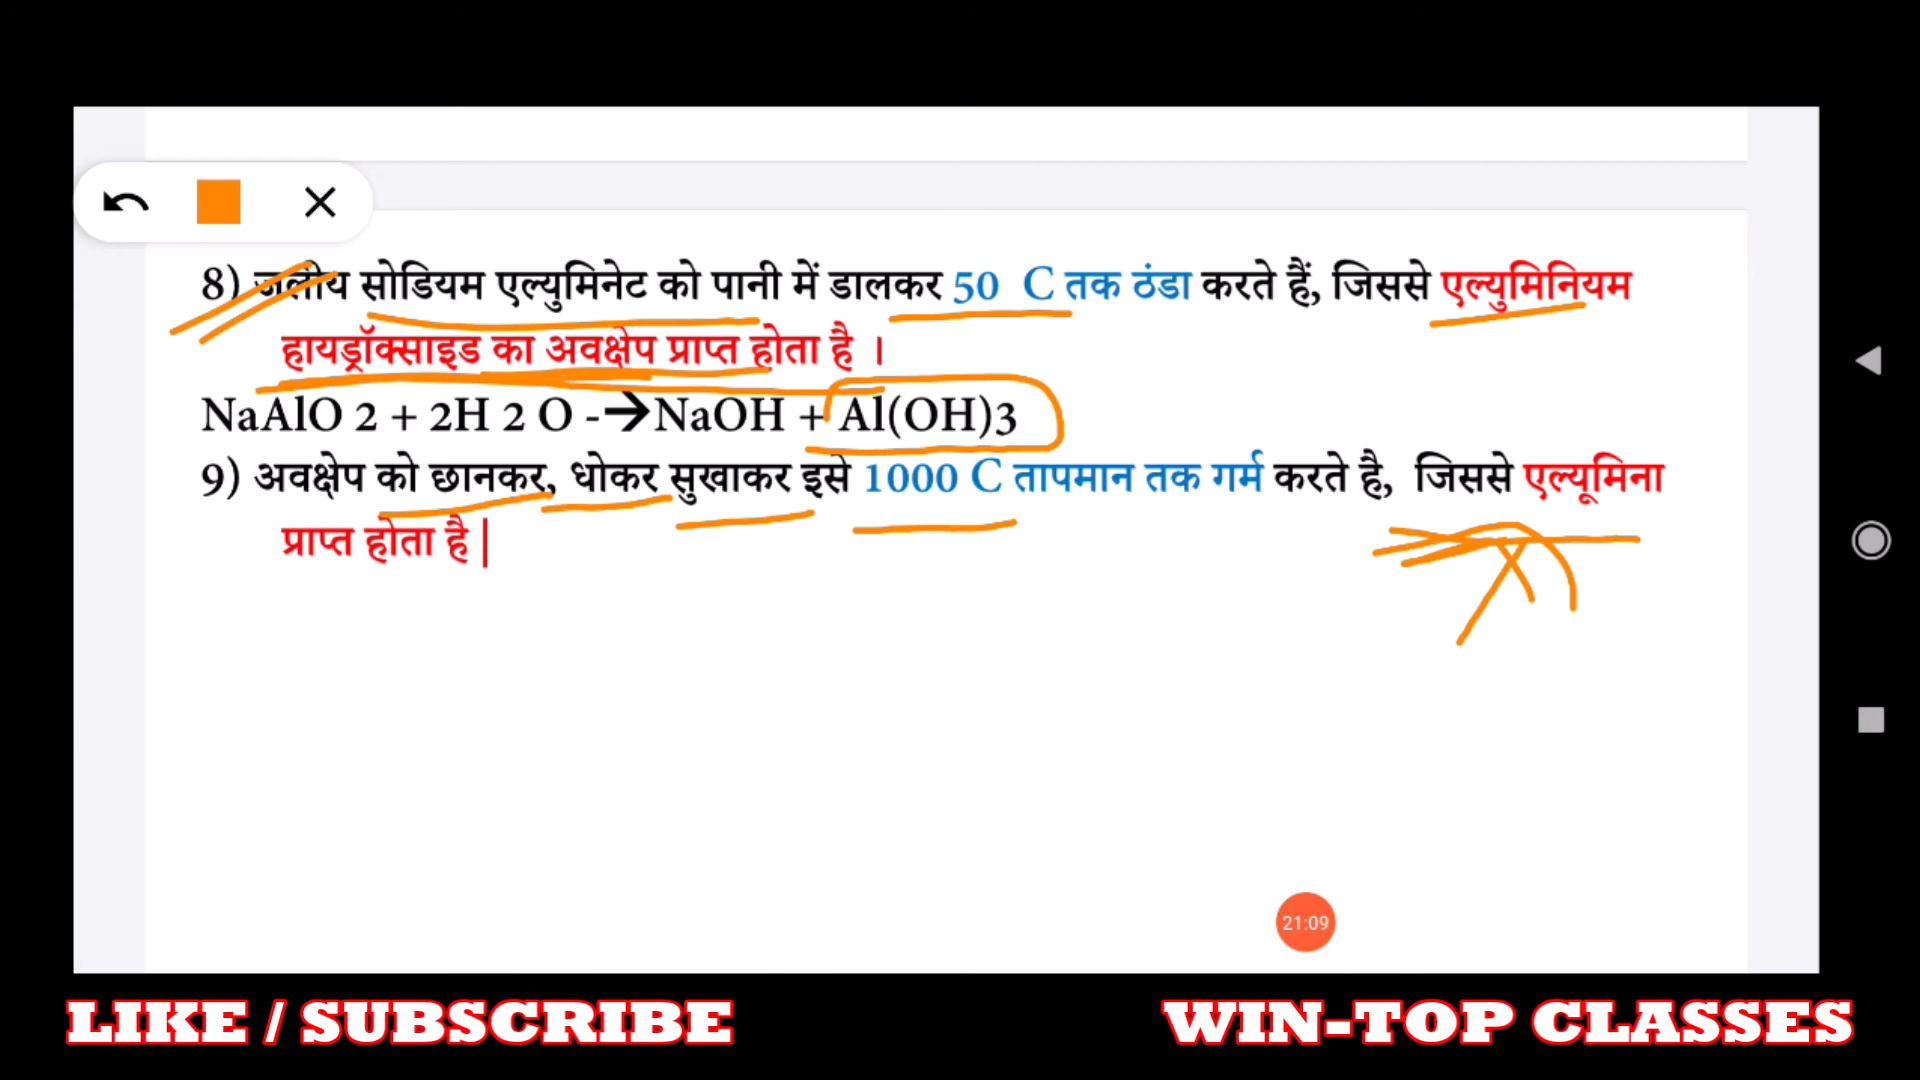 8) जलीय सोडियम एल्युमिनेट को पानी में डालकर 50 C तक ठंडा करते हैं, जिससे एल्युमिनियम
हायड्रॉक्साइड का अवक्षेप प्राप्त होता है ।
NaAlO 2 + 2H 2 O -→NaOH + Al(OH)3
9) अवक्षेप को छानकर, धोकर सुखाकर इसे 1000 C तापमान तक गर्म करते है, जिससे एल्यूमिना
प्राप्त होता है |
21:09
LIKE / SUBSCRIBE
WIN-TOP CLASSES